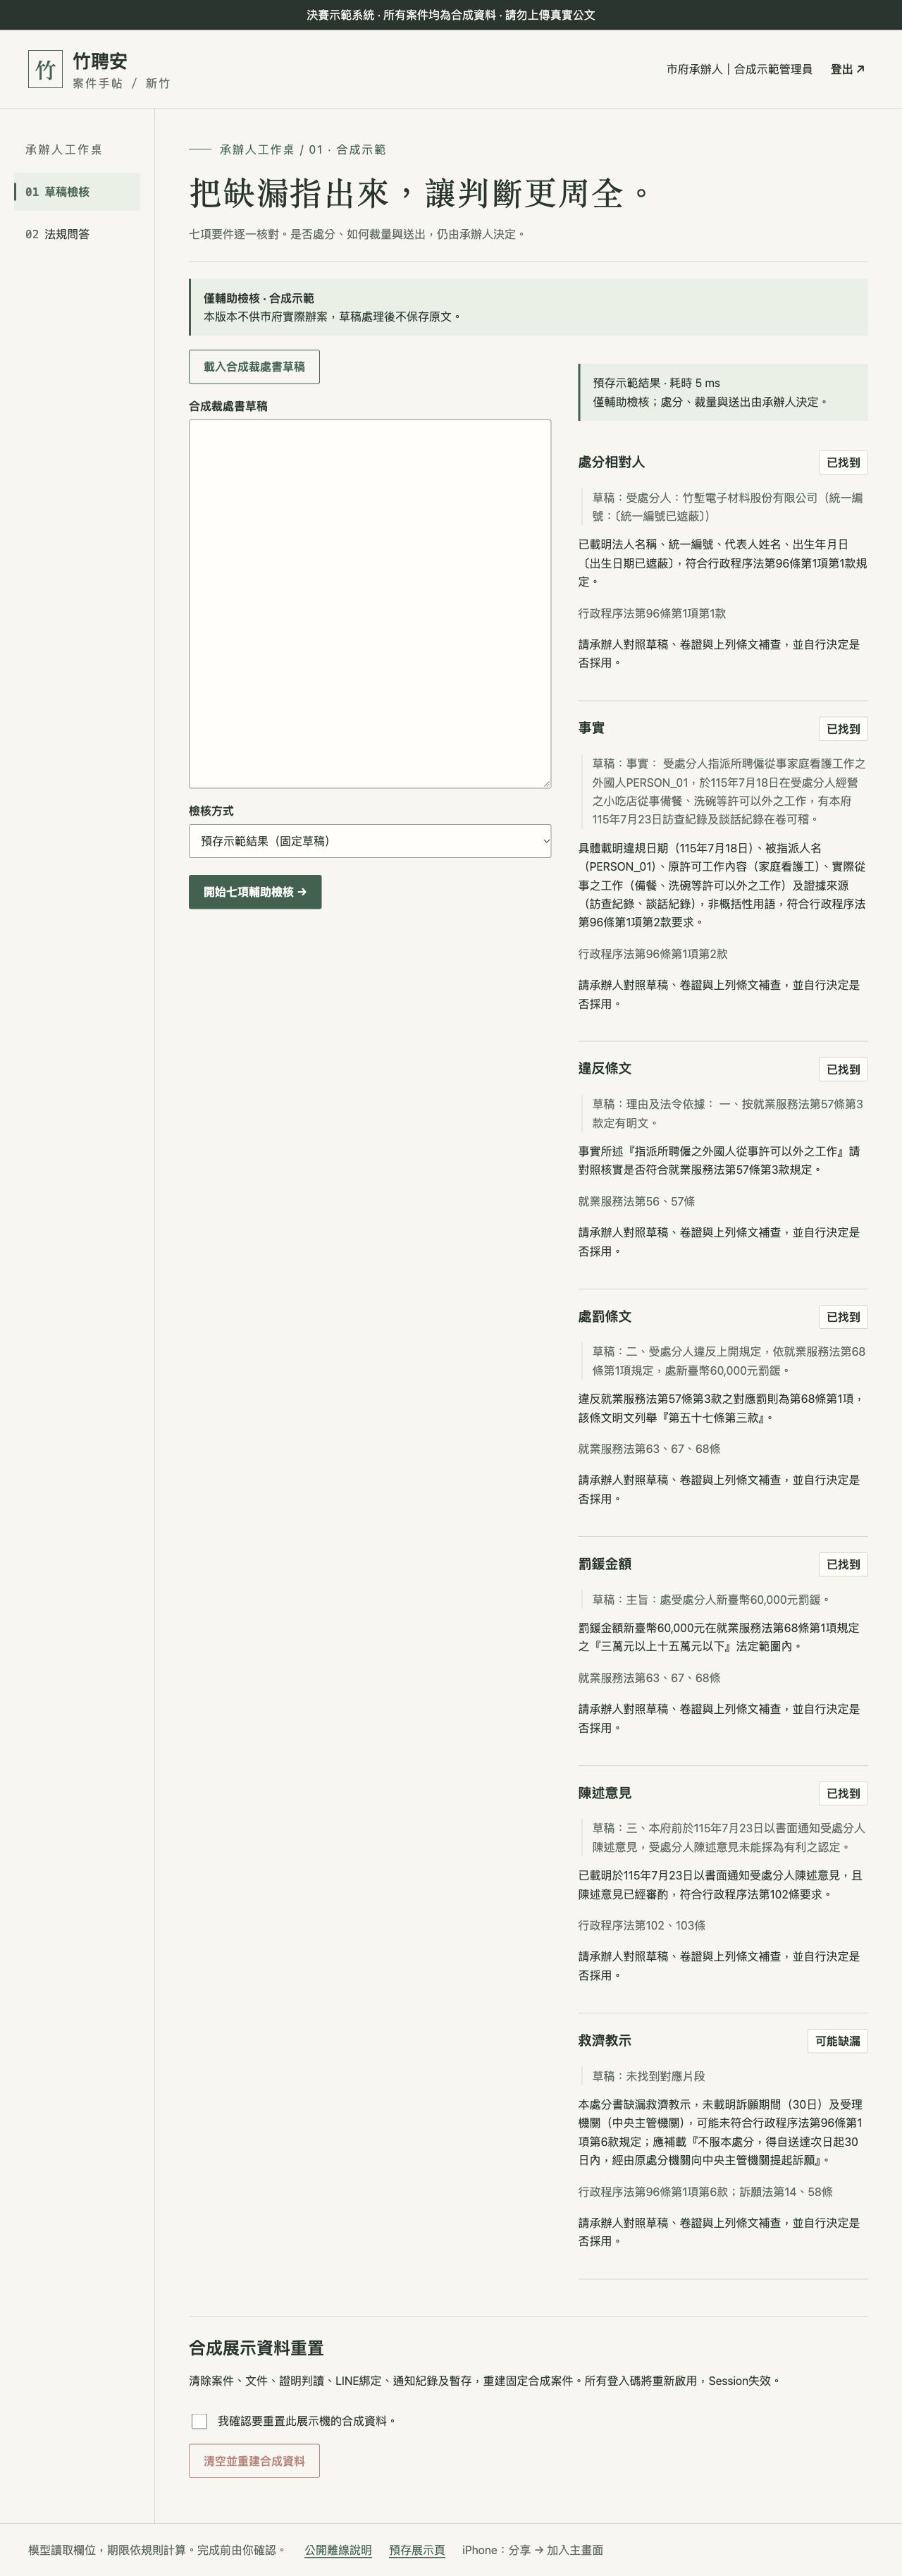 決賽示範系統 · 所有案件均為合成資料 · 請勿上傳真實公文
竹
竹聘安
案件手帖 / 新竹
市府承辦人｜合成示範管理員
登出 ↗
承辦人工作桌
01 草稿檢核
02 法規問答
承辦人工作桌 / 01 · 合成示範
把缺漏指出來，讓判斷更周全。
七項要件逐一核對。是否處分、如何裁量與送出，仍由承辦人決定。
僅輔助檢核 · 合成示範
本版本不供市府實際辦案，草稿處理後不保存原文。
載入合成裁處書草稿
合成裁處書草稿
檢核方式
預存示範結果（固定草稿）
開始七項輔助檢核 →
預存示範結果 · 耗時 5 ms
僅輔助檢核；處分、裁量與送出由承辦人決定。
處分相對人
已找到
草稿：受處分人：竹塹電子材料股份有限公司（統一編
號：〔統一編號已遮蔽〕）
已載明法人名稱、統一編號、代表人姓名、出生年月日
〔出生日期已遮蔽〕，符合行政程序法第96條第1項第1款規
定。
行政程序法第96條第1項第1款
請承辦人對照草稿、卷證與上列條文補查，並自行決定是
否採用。
事實
已找到
草稿：事實： 受處分人指派所聘僱從事家庭看護工作之
外國人PERSON_01，於115年7月18日在受處分人經營
之小吃店從事備餐、洗碗等許可以外之工作，有本府
115年7月23日訪查紀錄及談話紀錄在卷可稽。
具體載明違規日期（115年7月18日）、被指派人名
（PERSON_01）、原許可工作內容（家庭看護工）、實際從
事之工作（備餐、洗碗等許可以外之工作）及證據來源
（訪查紀錄、談話紀錄），非概括性用語，符合行政程序法
第96條第1項第2款要求。
行政程序法第96條第1項第2款
請承辦人對照草稿、卷證與上列條文補查，並自行決定是
否採用。
違反條文
已找到
草稿：理由及法令依據： 一、按就業服務法第57條第3
款定有明文。
事實所述『指派所聘僱之外國人從事許可以外之工作』請
對照核實是否符合就業服務法第57條第3款規定。
就業服務法第56、57條
請承辦人對照草稿、卷證與上列條文補查，並自行決定是
否採用。
處罰條文
已找到
草稿：二、受處分人違反上開規定，依就業服務法第68
條第1項規定，處新臺幣60,000元罰鍰。
違反就業服務法第57條第3款之對應罰則為第68條第1項，
該條文明文列舉『第五十七條第三款』。
就業服務法第63、67、68條
請承辦人對照草稿、卷證與上列條文補查，並自行決定是
否採用。
罰鍰金額
已找到
草稿：主旨：處受處分人新臺幣60,000元罰鍰。
罰鍰金額新臺幣60,000元在就業服務法第68條第1項規定
之『三萬元以上十五萬元以下』法定範圍內。
就業服務法第63、67、68條
請承辦人對照草稿、卷證與上列條文補查，並自行決定是
否採用。
陳述意見
已找到
草稿：三、本府前於115年7月23日以書面通知受處分人
陳述意見，受處分人陳述意見未能採為有利之認定。
已載明於115年7月23日以書面通知受處分人陳述意見，且
陳述意見已經審酌，符合行政程序法第102條要求。
行政程序法第102、103條
請承辦人對照草稿、卷證與上列條文補查，並自行決定是
否採用。
救濟教示
可能缺漏
草稿：未找到對應片段
本處分書缺漏救濟教示，未載明訴願期間（30日）及受理
機關（中央主管機關），可能未符合行政程序法第96條第1
項第6款規定；應補載『不服本處分，得自送達次日起30
日內，經由原處分機關向中央主管機關提起訴願』。
行政程序法第96條第1項第6款；訴願法第14、58條
請承辦人對照草稿、卷證與上列條文補查，並自行決定是
否採用。
合成展示資料重置
清除案件、文件、證明判讀、LINE綁定、通知紀錄及暫存，重建固定合成案件。所有登入碼將重新啟用，Session失效。
我確認要重置此展示機的合成資料。
清空並重建合成資料
模型讀取欄位，期限依規則計算。完成前由你確認。
公開離線說明
預存展示頁
iPhone：分享 → 加入主畫面